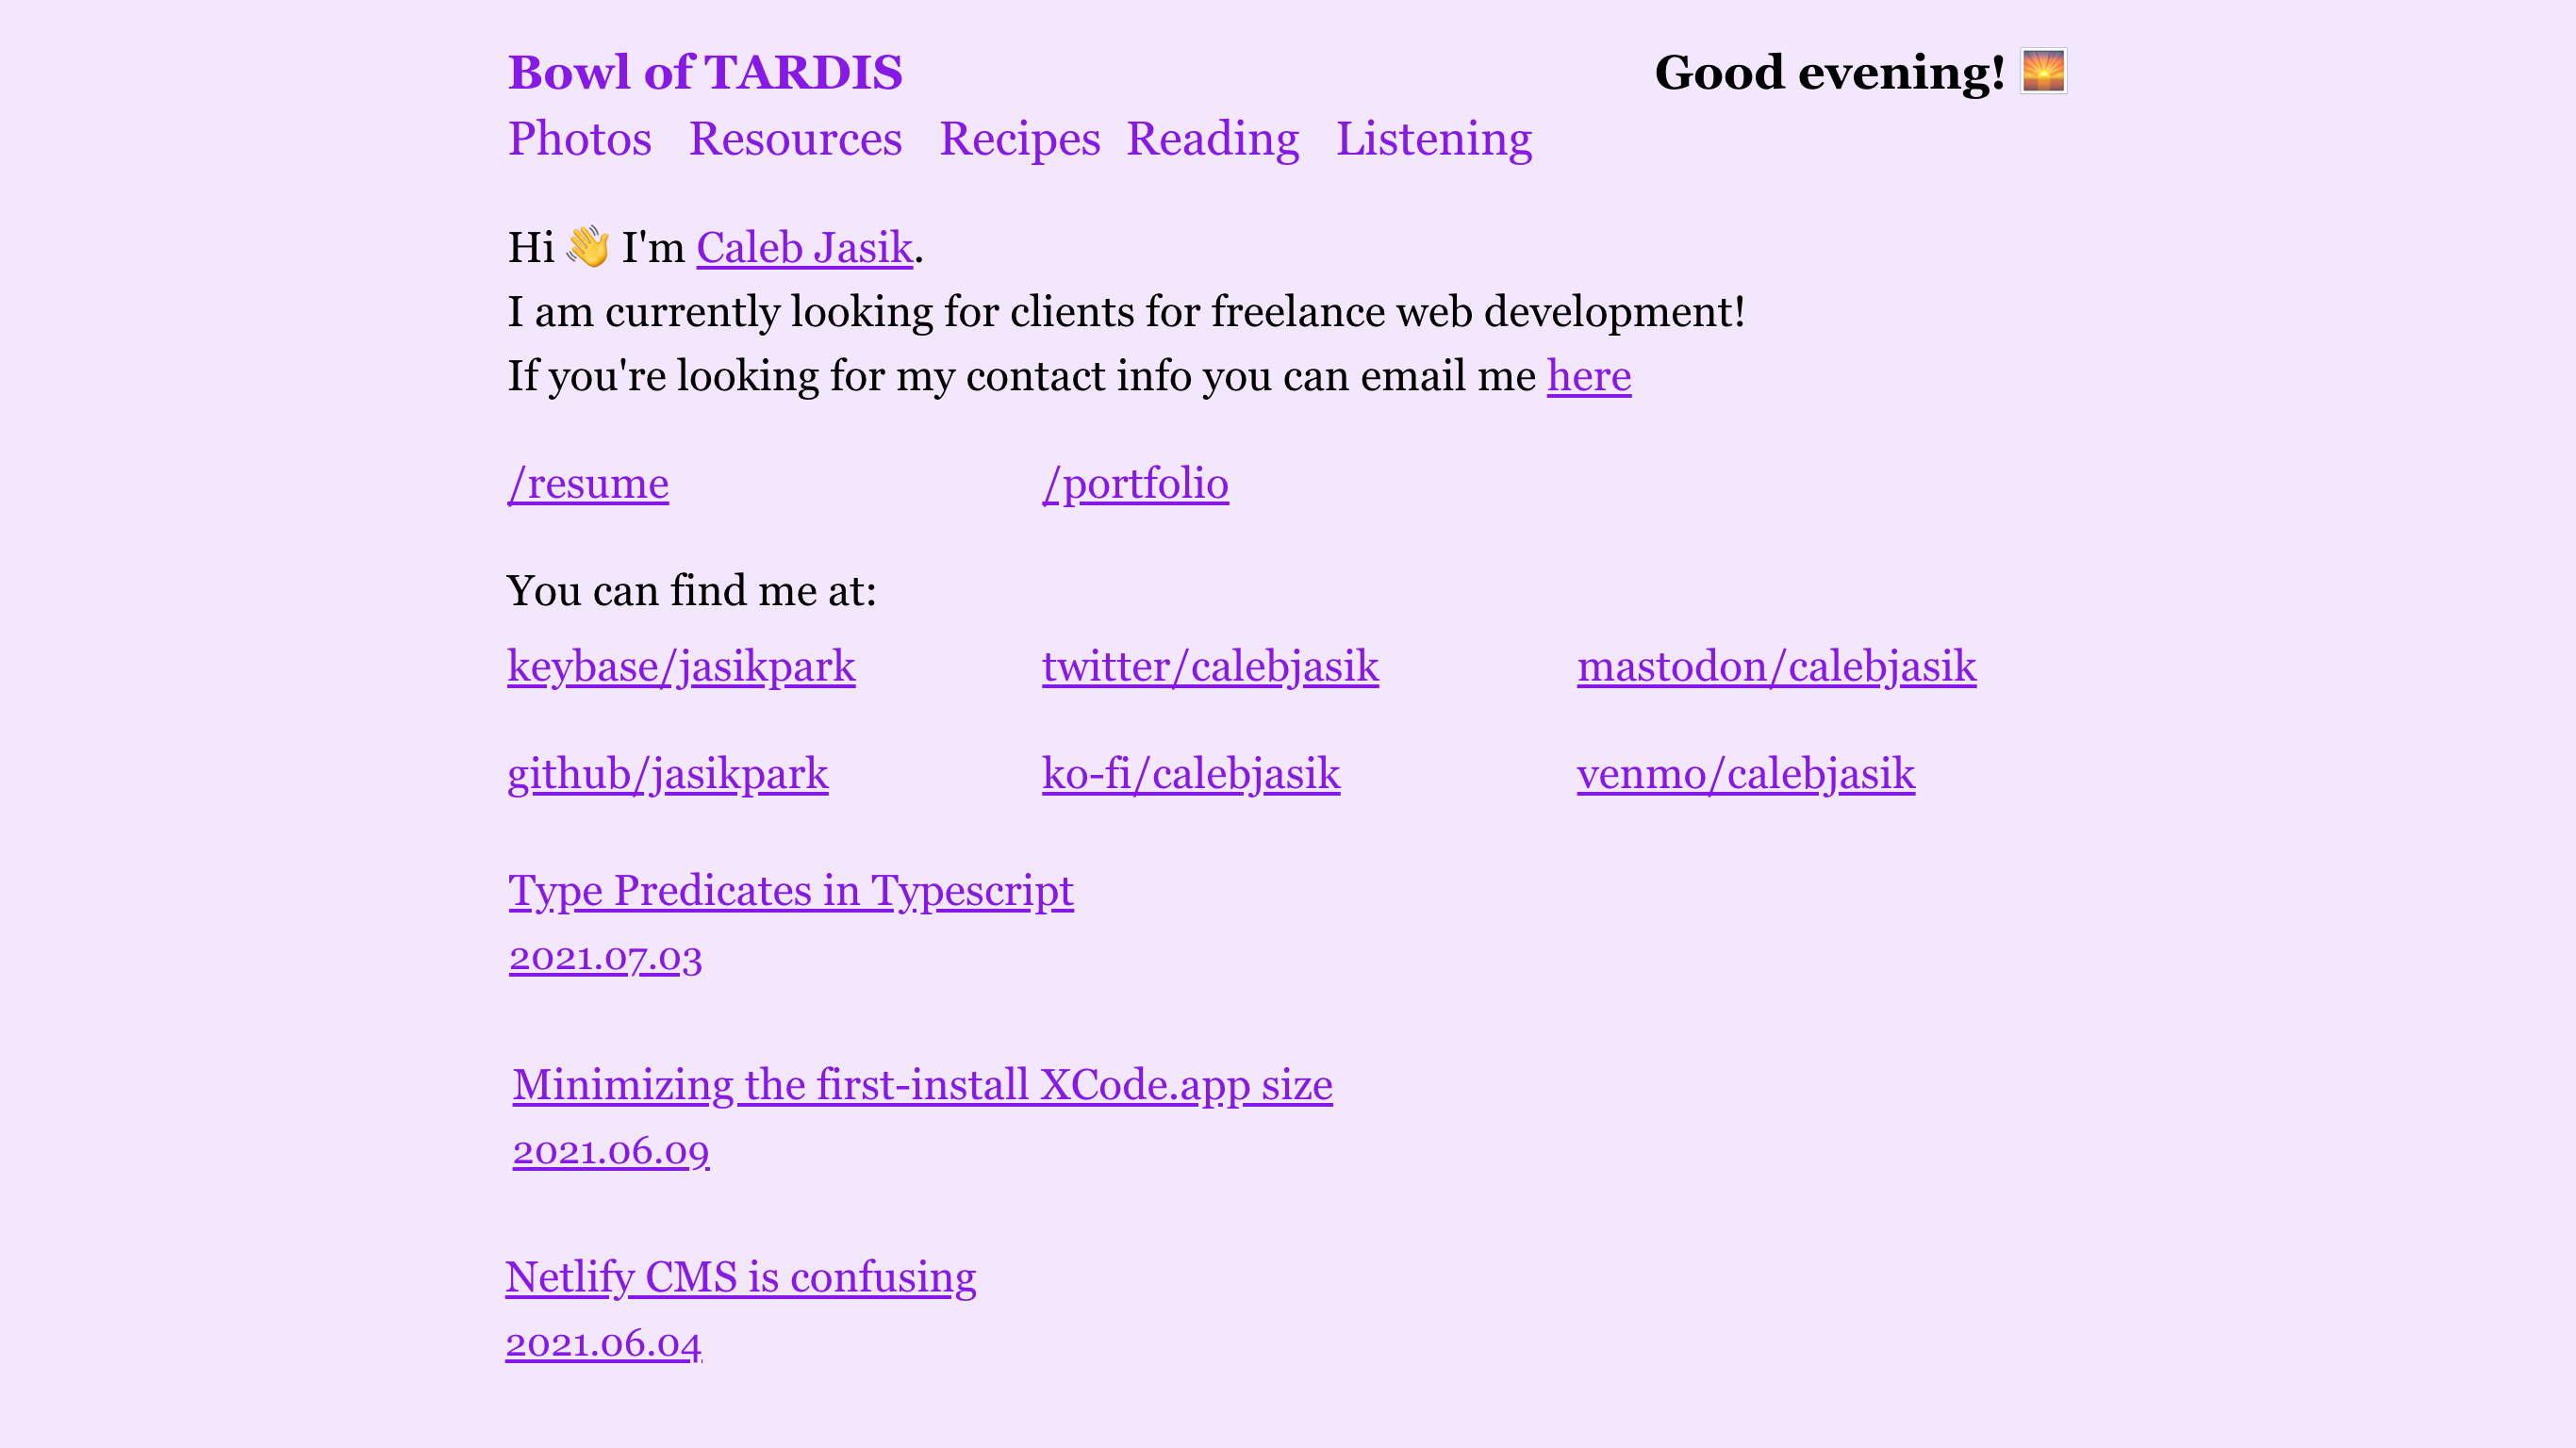 Bowl of TARDIS Good evening! 🌅
Photos Resources Recipes Reading Listening
Hi 👋 I'm Caleb Jasik.
I am currently looking for clients for freelance web development!
If you're looking for my contact info you can email me here
/resume /portfolio
You can find me at:
keybase/jasikpark twitter/calebjasik mastodon/calebjasik
github/jasikpark ko-fi/calebjasik venmo/calebjasik
Type Predicates in Typescript
2021.07.03
Minimizing the first-install XCode.app size
2021.06.09
Netlify CMS is confusing
2021.06.04